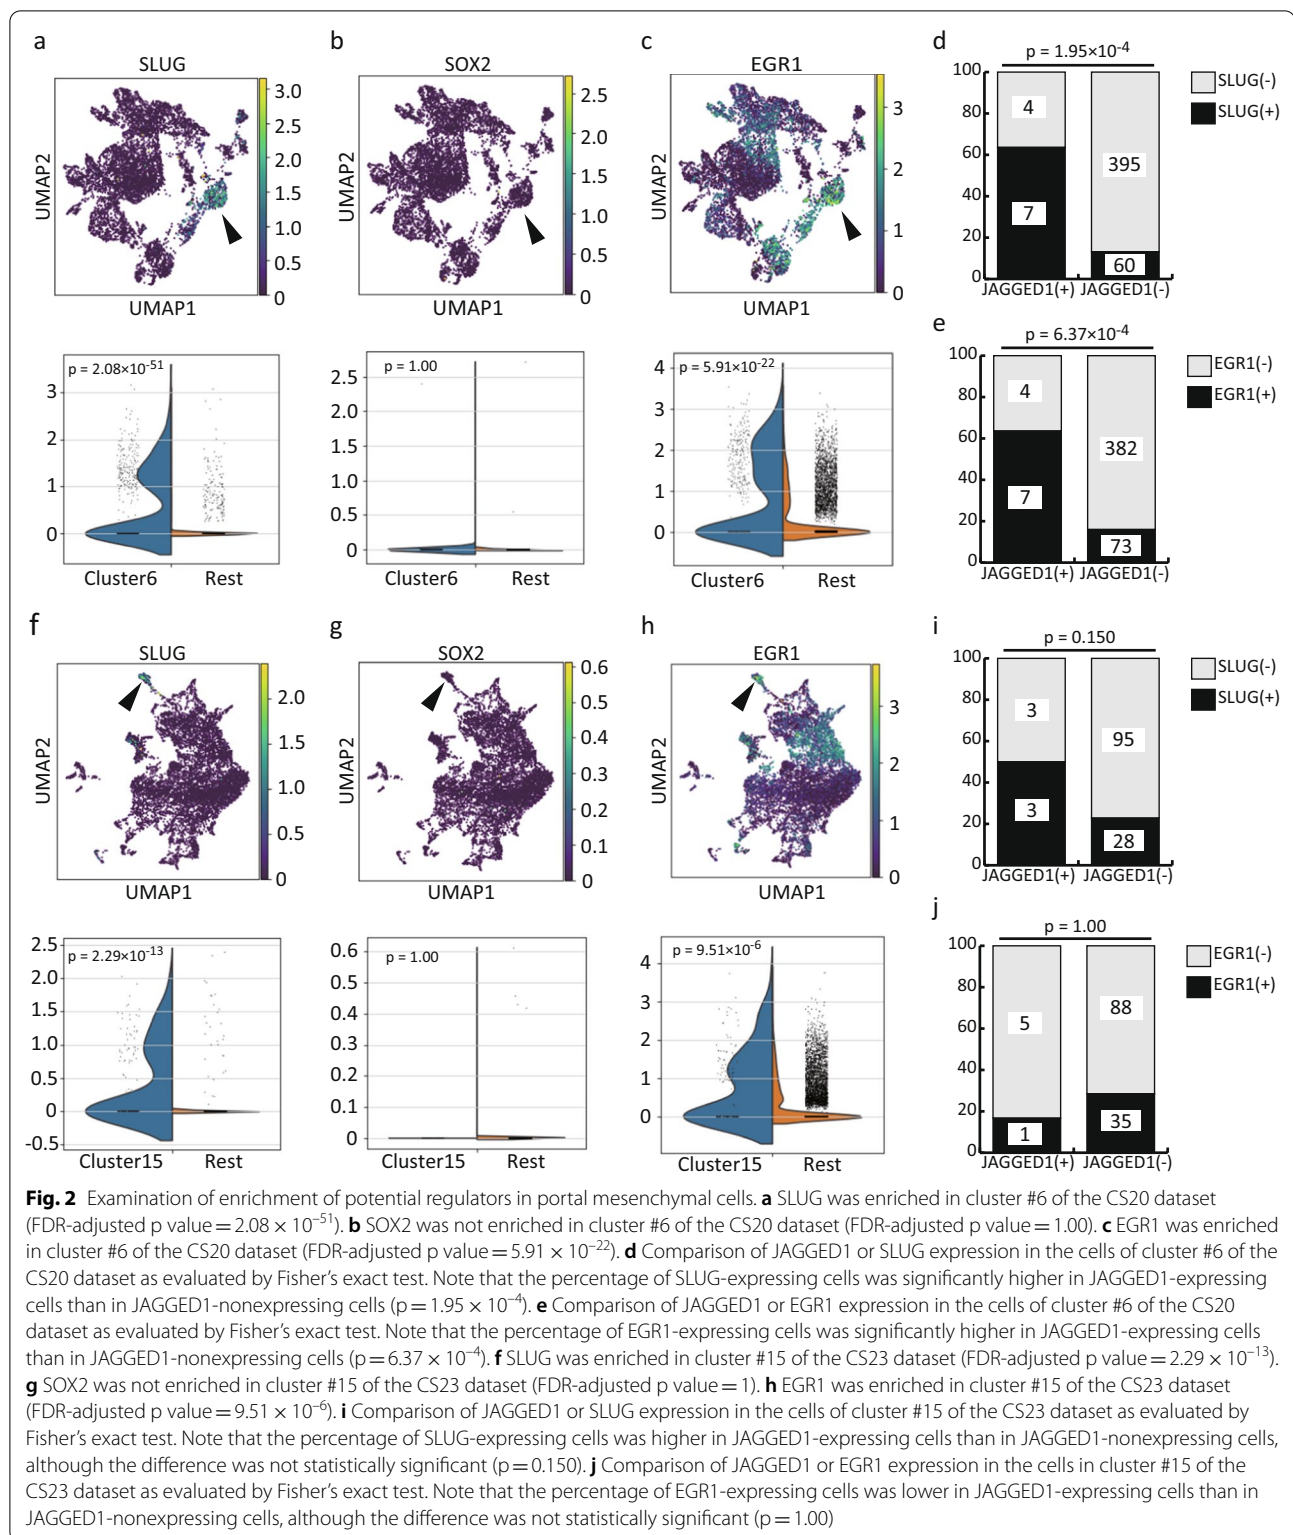 a
SLUG
3.0
2.5
2.0
1.5
1.0
0.5
0
UMAP2
UMAP1
b
SOX2
2.5
2.0
1.5
1.0
0.5
0
UMAP2
UMAP1
c
EGR1
3
2
1
0
UMAP2
UMAP1
d
p = 1.95×10-4
100
80
60
40
20
0
4
7
395
60
JAGGED1(+) JAGGED1(-)
SLUG(-)
SLUG(+)
p = 2.08×10-51
3
2
1
0
Cluster6 Rest
p = 1.00
2.5
2.0
1.5
1.0
0.5
0
Cluster6 Rest
p = 5.91×10-22
4
3
2
1
0
Cluster6 Rest
e
p = 6.37×10-4
100
80
60
40
20
0
4
7
382
73
JAGGED1(+) JAGGED1(-)
EGR1(-)
EGR1(+)
f
SLUG
2.0
1.5
1.0
0.5
0
UMAP2
UMAP1
g
SOX2
0.6
0.5
0.4
0.3
0.2
0.1
0
UMAP2
UMAP1
h
EGR1
3
2
1
0
UMAP2
UMAP1
i
p = 0.150
100
80
60
40
20
0
3
3
95
28
JAGGED1(+) JAGGED1(-)
SLUG(-)
SLUG(+)
p = 2.29×10-13
2.5
2.0
1.5
1.0
0.5
0
-0.5
Cluster15 Rest
p = 1.00
0.6
0.5
0.4
0.3
0.2
0.1
0
Cluster15 Rest
p = 9.51×10-6
4
3
2
1
0
Cluster15 Rest
j
p = 1.00
100
80
60
40
20
0
5
1
88
35
JAGGED1(+) JAGGED1(-)
EGR1(-)
EGR1(+)
Fig. 2 Examination of enrichment of potential regulators in portal mesenchymal cells. a SLUG was enriched in cluster #6 of the CS20 dataset
(FDR-adjusted p value = 2.08 × 10−51). b SOX2 was not enriched in cluster #6 of the CS20 dataset (FDR-adjusted p value = 1.00). c EGR1 was enriched
in cluster #6 of the CS20 dataset (FDR-adjusted p value = 5.91 × 10−22). d Comparison of JAGGED1 or SLUG expression in the cells of cluster #6 of the
CS20 dataset as evaluated by Fisher's exact test. Note that the percentage of SLUG-expressing cells was significantly higher in JAGGED1-expressing
cells than in JAGGED1-nonexpressing cells (p = 1.95 × 10−4). e Comparison of JAGGED1 or EGR1 expression in the cells of cluster #6 of the CS20
dataset as evaluated by Fisher's exact test. Note that the percentage of EGR1-expressing cells was significantly higher in JAGGED1-expressing cells
than in JAGGED1-nonexpressing cells (p = 6.37 × 10−4). f SLUG was enriched in cluster #15 of the CS23 dataset (FDR-adjusted p value = 2.29 × 10−13).
g SOX2 was not enriched in cluster #15 of the CS23 dataset (FDR-adjusted p value = 1). h EGR1 was enriched in cluster #15 of the CS23 dataset
(FDR-adjusted p value = 9.51 × 10−6). i Comparison of JAGGED1 or SLUG expression in the cells of cluster #15 of the CS23 dataset as evaluated by
Fisher's exact test. Note that the percentage of SLUG-expressing cells was higher in JAGGED1-expressing cells than in JAGGED1-nonexpressing cells,
although the difference was not statistically significant (p = 0.150). j Comparison of JAGGED1 or EGR1 expression in the cells in cluster #15 of the
CS23 dataset as evaluated by Fisher's exact test. Note that the percentage of EGR1-expressing cells was lower in JAGGED1-expressing cells than in
JAGGED1-nonexpressing cells, although the difference was not statistically significant (p = 1.00)